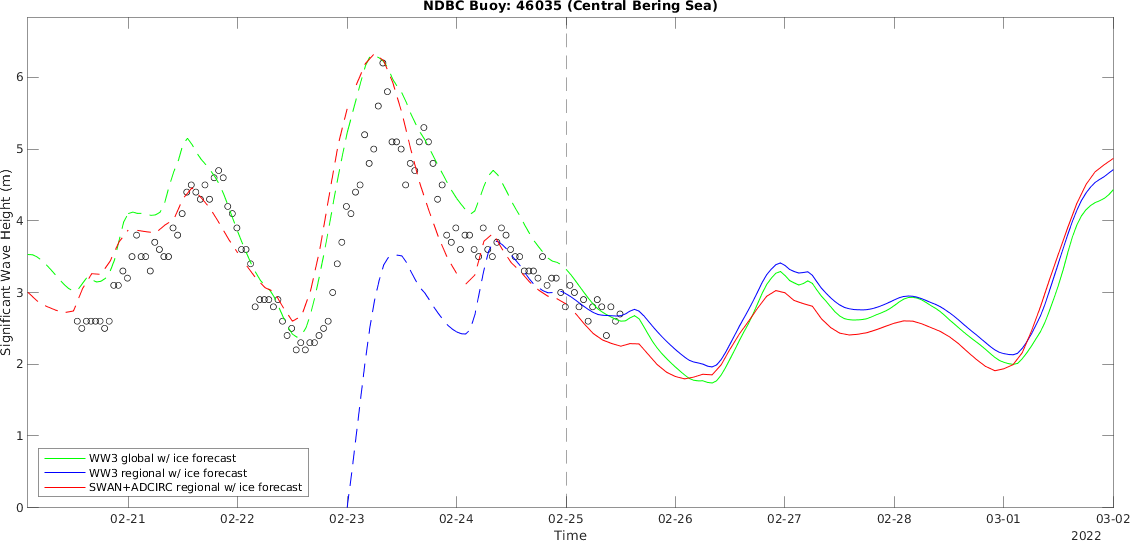 NDBC Buoy: 46035 (Central Bering Sea)
Significant Wave Height (m)
6
5
4
3
2
1
0
WW3 global w/ ice forecast
WW3 regional w/ ice forecast
SWAN+ADCIRC regional w/ ice forecast
02-21 02-22 02-23 02-24 02-25 02-26 02-27 02-28 03-01 03-02
Time
2022